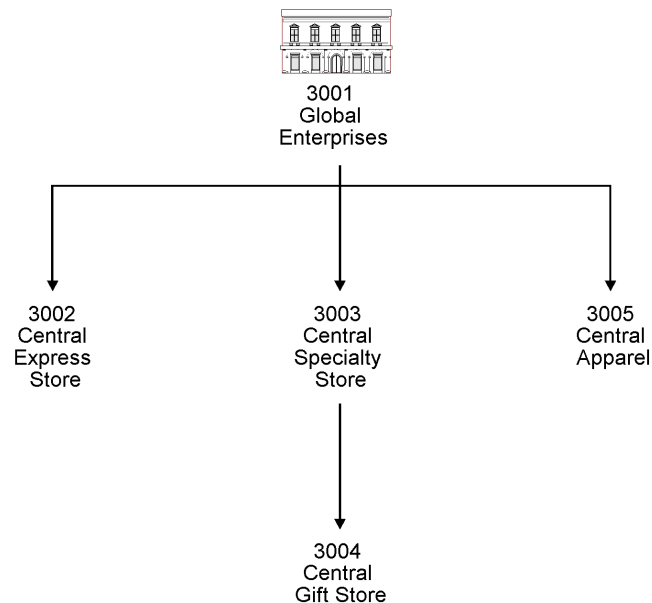 3001
Global
Enterprises
3002
Central
Express
Store
3003
Central
Specialty
Store
3005
Central
Apparel
3004
Central
Gift Store